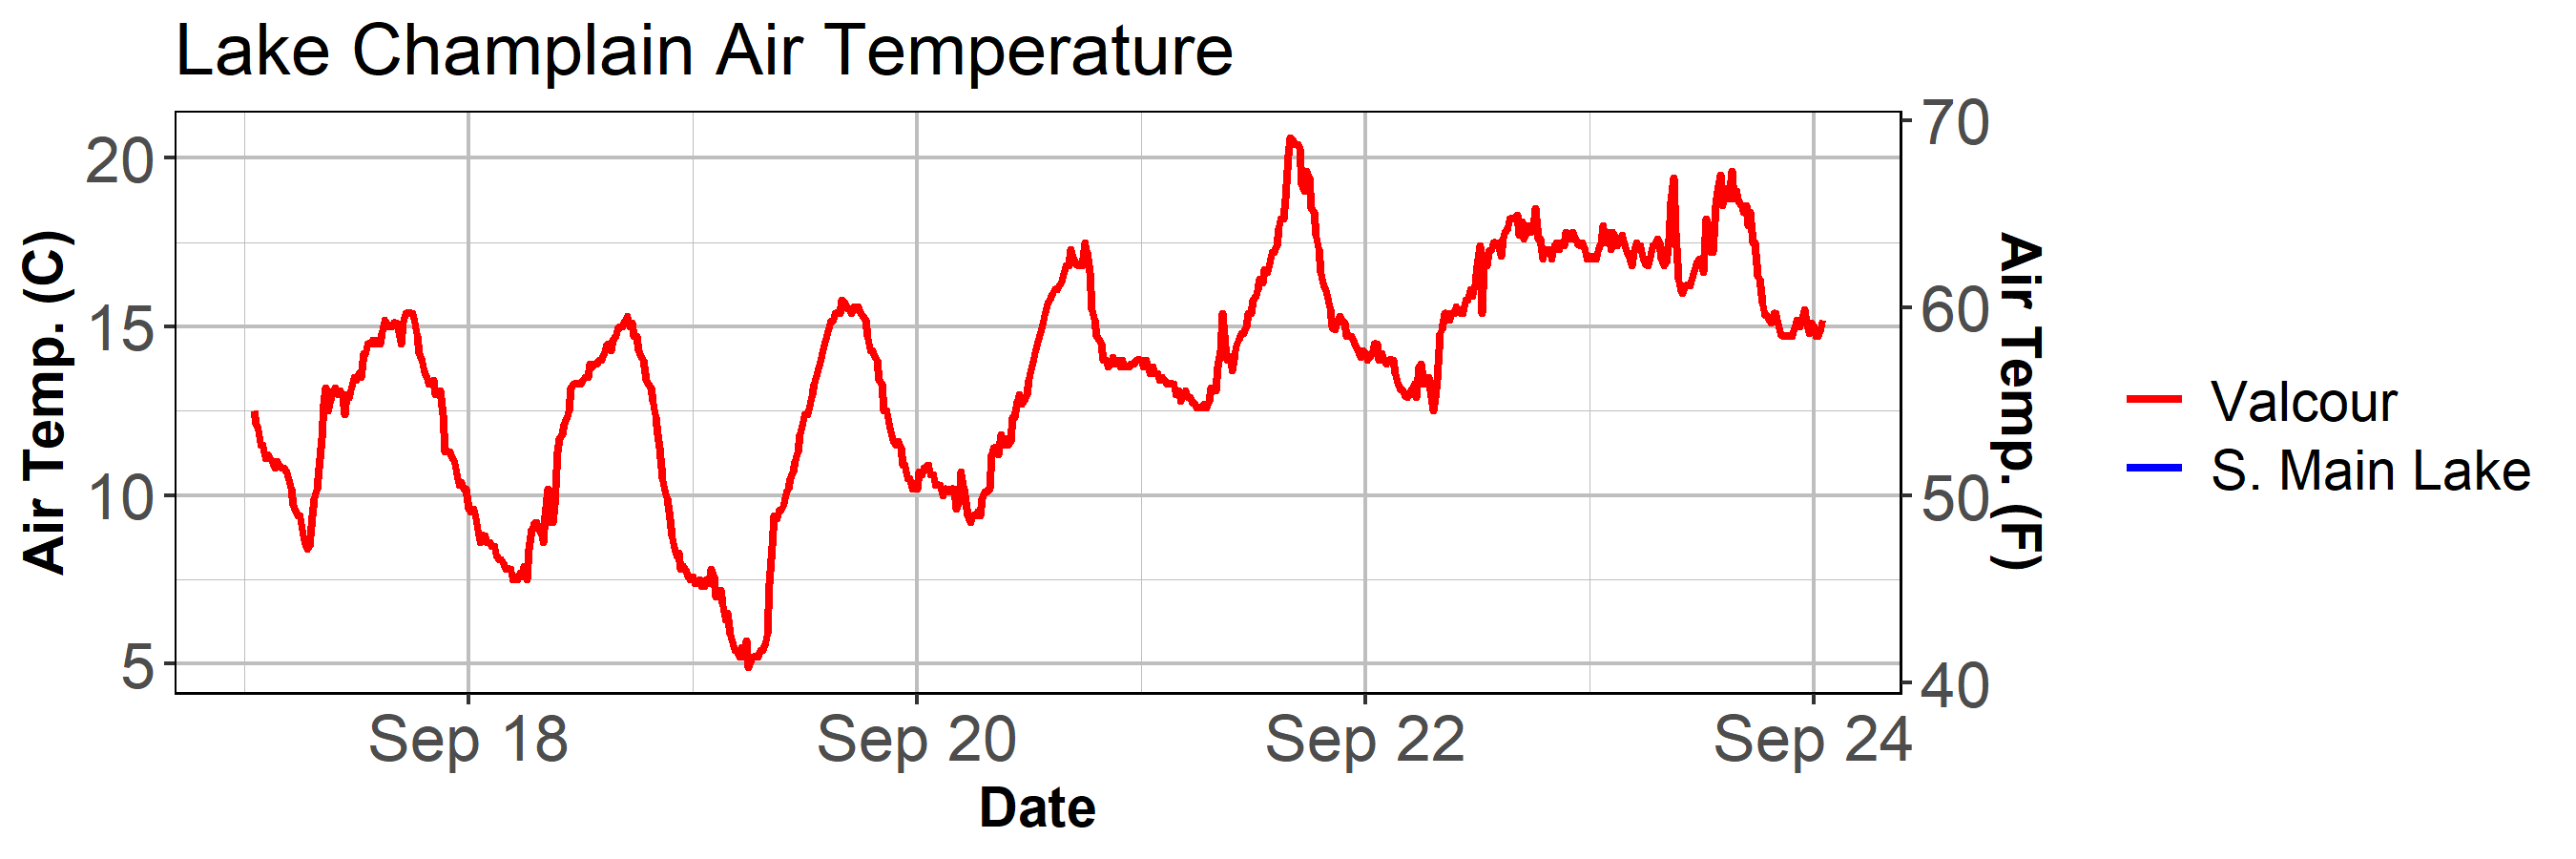 Lake Champlain Air Temperature
Air Temp. (C)
20
15
10
5
70
60
50
40
Air Temp. (F)
Sep 18
Sep 20
Sep 22
Sep 24
Date
Valcour
S. Main Lake